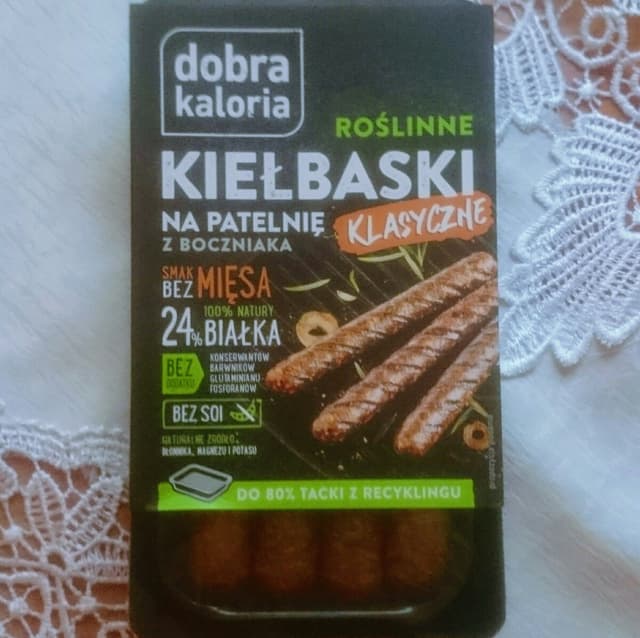 dobra
kaloria
ROŚLINNE
KIEŁBASKI
NA PATELNIĘ
KLASYCZNE
Z BOCZNIAKA
SMAK
BEZ MIĘSA
100% NATURY
24% BIAŁKA
BEZ
DODATKU
KONSERWANTÓW
BARWNIKÓW
GLUTAMINIANU
FOSFORANÓW
BEZ SOI
NATURALNE ŹRÓDŁO:
BŁONNIKA, MAGNEZU I POTASU
DO 80% TACKI Z RECYKLINGU